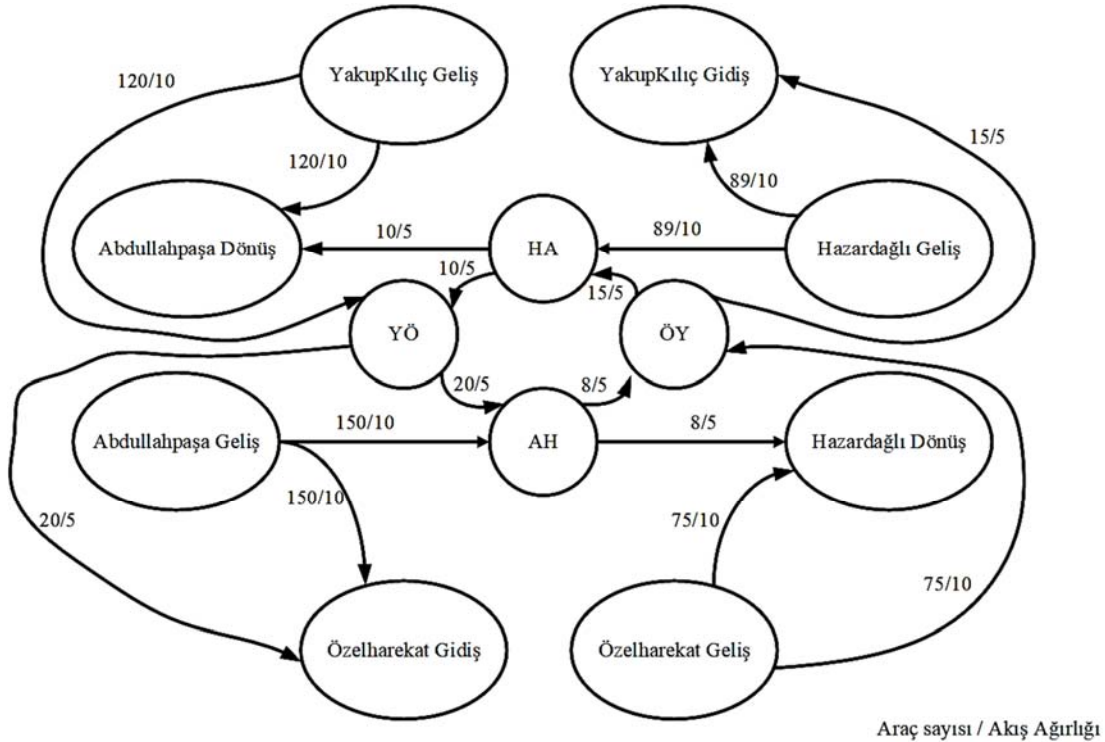 YakupKılıç Geliş
YakupKılıç Gidiş
120/10
15/5
120/10
89/10
Abdullahpaşa Dönüş
10/5
HA
89/10
Hazardağlı Geliş
10/5
15/5
YÖ
ÖY
20/5
8/5
Abdullahpaşa Geliş
150/10
AH
8/5
Hazardağlı Dönüş
150/10
20/5
75/10
75/10
Özelharekat Gidiş
Özelharekat Geliş
Araç sayısı / Akış Ağırlığı